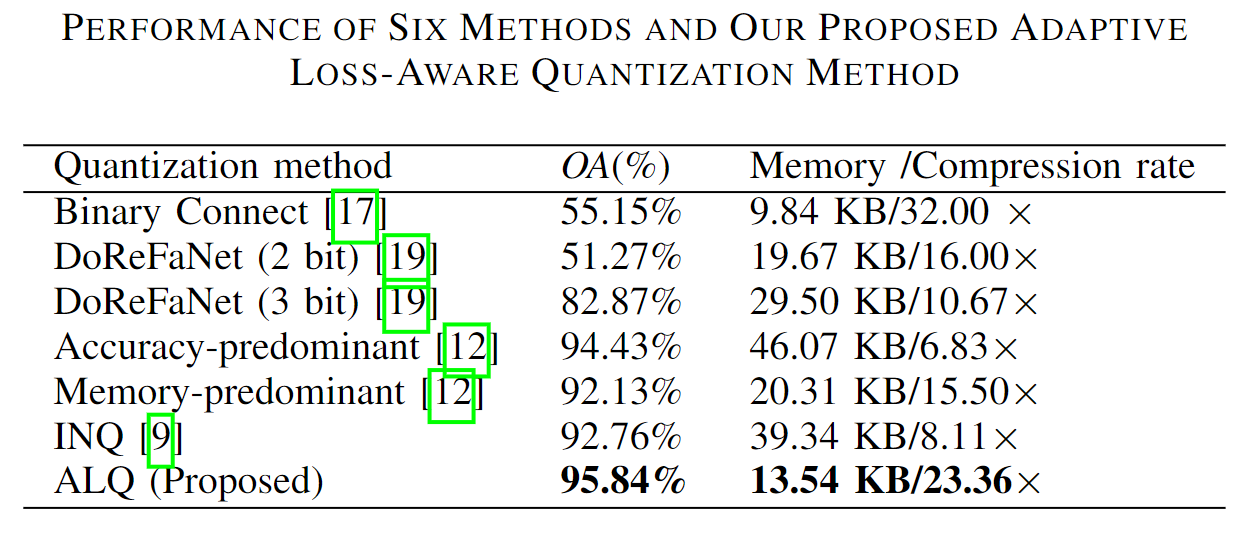 PERFORMANCE OF SIX METHODS AND OUR PROPOSED ADAPTIVE
LOSS-AWARE QUANTIZATION METHOD
Quantization method OA(%) Memory /Compression rate
Binary Connect [17] 55.15% 9.84 KB/32.00 ×
DoReFaNet (2 bit) [19] 51.27% 19.67 KB/16.00×
DoReFaNet (3 bit) [19] 82.87% 29.50 KB/10.67×
Accuracy-predominant [12] 94.43% 46.07 KB/6.83×
Memory-predominant [12] 92.13% 20.31 KB/15.50×
INQ [9] 92.76% 39.34 KB/8.11×
ALQ (Proposed) 95.84% 13.54 KB/23.36×